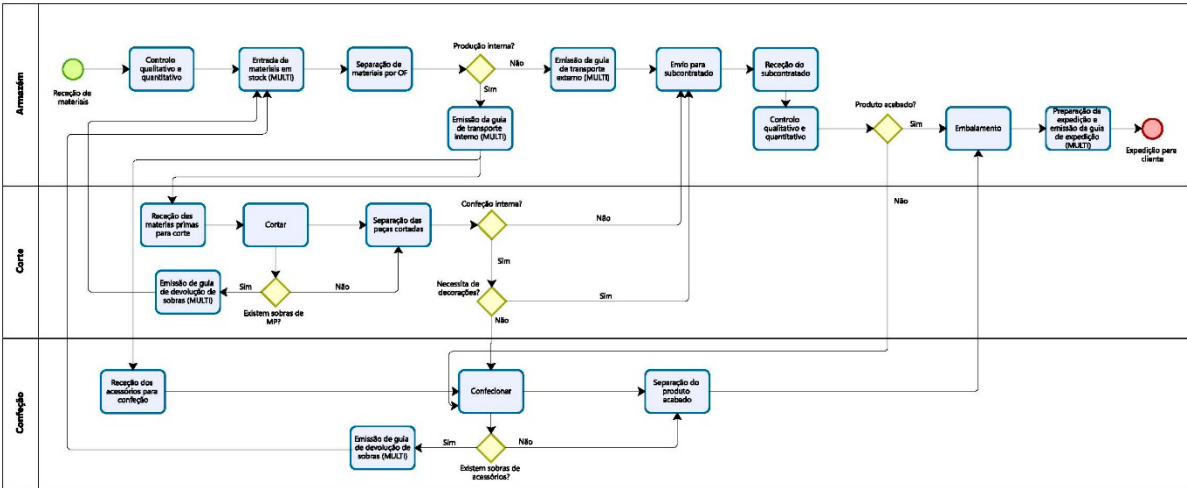 Armazém
Receção de
materiais
Controlo
qualitativo e
quantitativo
Entrada de
materiais em
stock (MULTI)
Separação de
materiais por OF
Produção interna?
Não
Sim
Emissão da guia
de transporte
externo (MULTI)
Envio para
subcontratado
Receção do
subcontratado
Emissão da guia
de transporte
interno (MULTI)
Controlo
qualitativo e
quantitativo
Produto acabado?
Sim
Não
Embalamento
Preparação da
expedição e
emissão da guia
de expedição
(MULTI)
Expedição para
cliente
Corte
Receção das
materias primas
para corte
Cortar
Separação das
peças cortadas
Confeção interna?
Não
Sim
Emissão de guia
de devolução de
sobras (MULTI)
Sim
Não
Existem sobras de
MP?
Necessita de
decorações?
Sim
Não
Confeção
Receção dos
acessórios para
confeção
Confecionar
Separação do
produto
acabado
Emissão de guia
de devolução de
sobras (MULTI)
Sim
Não
Existem sobras de
acessórios?